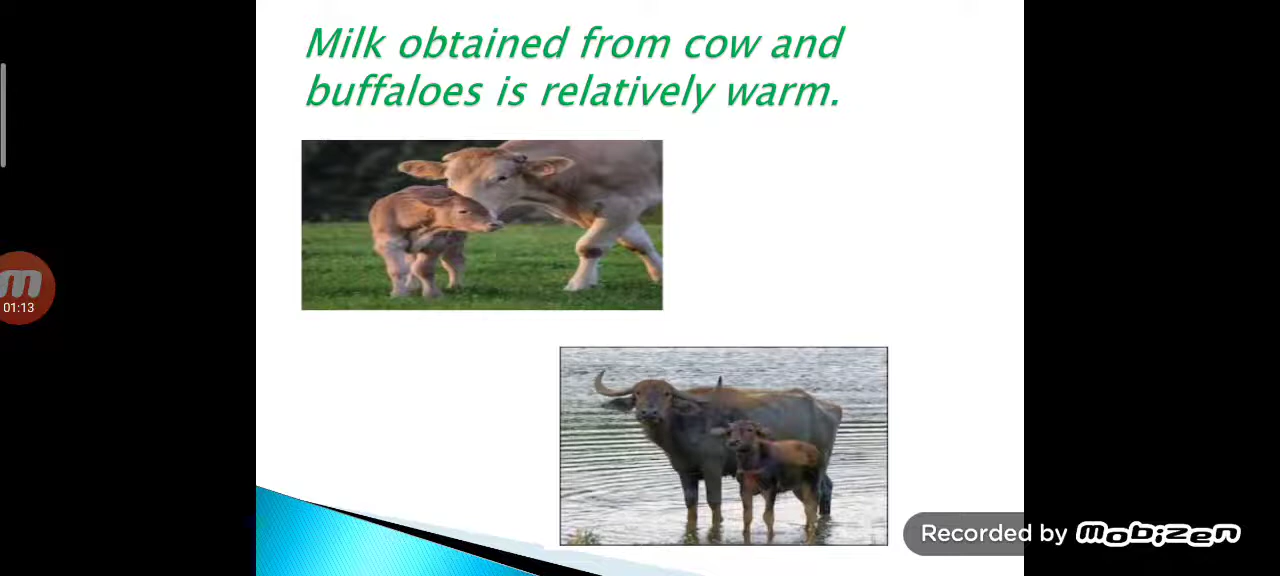 Milk obtained from cow and
buffaloes is relatively warm.
01:13
Recorded by mobizen